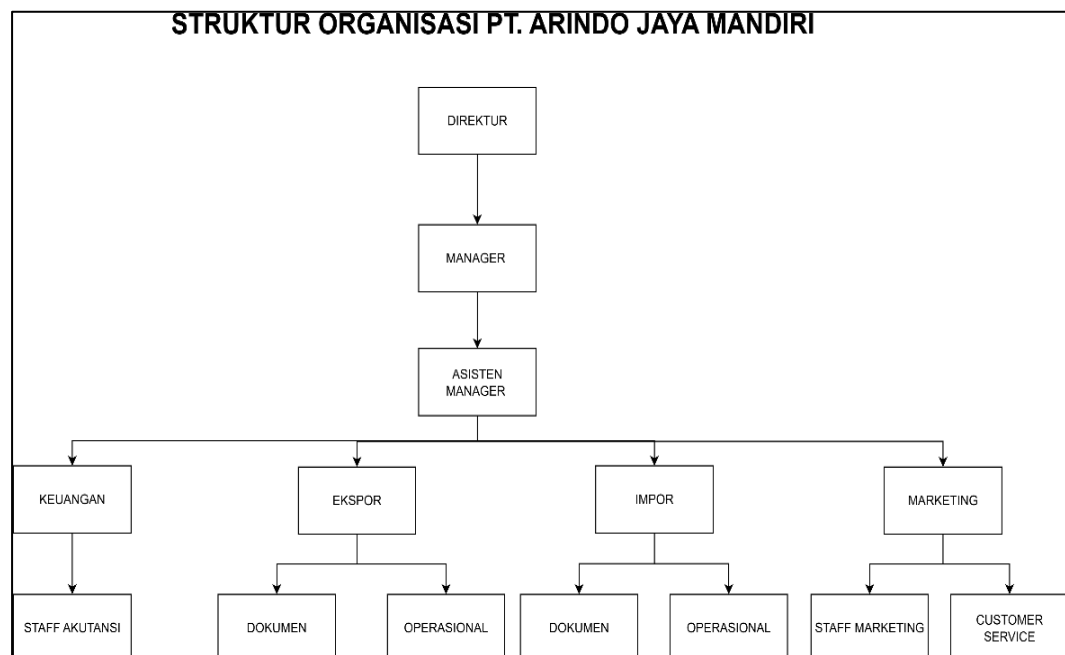 STRUKTUR ORGANISASI PT. ARINDO JAYA MANDIRI
DIREKTUR
MANAGER
ASISTEN
MANAGER
KEUANGAN
EKSPOR
IMPOR
MARKETING
STAFF AKUTANSI
DOKUMEN
OPERASIONAL
DOKUMEN
OPERASIONAL
STAFF MARKETING
CUSTOMER
SERVICE